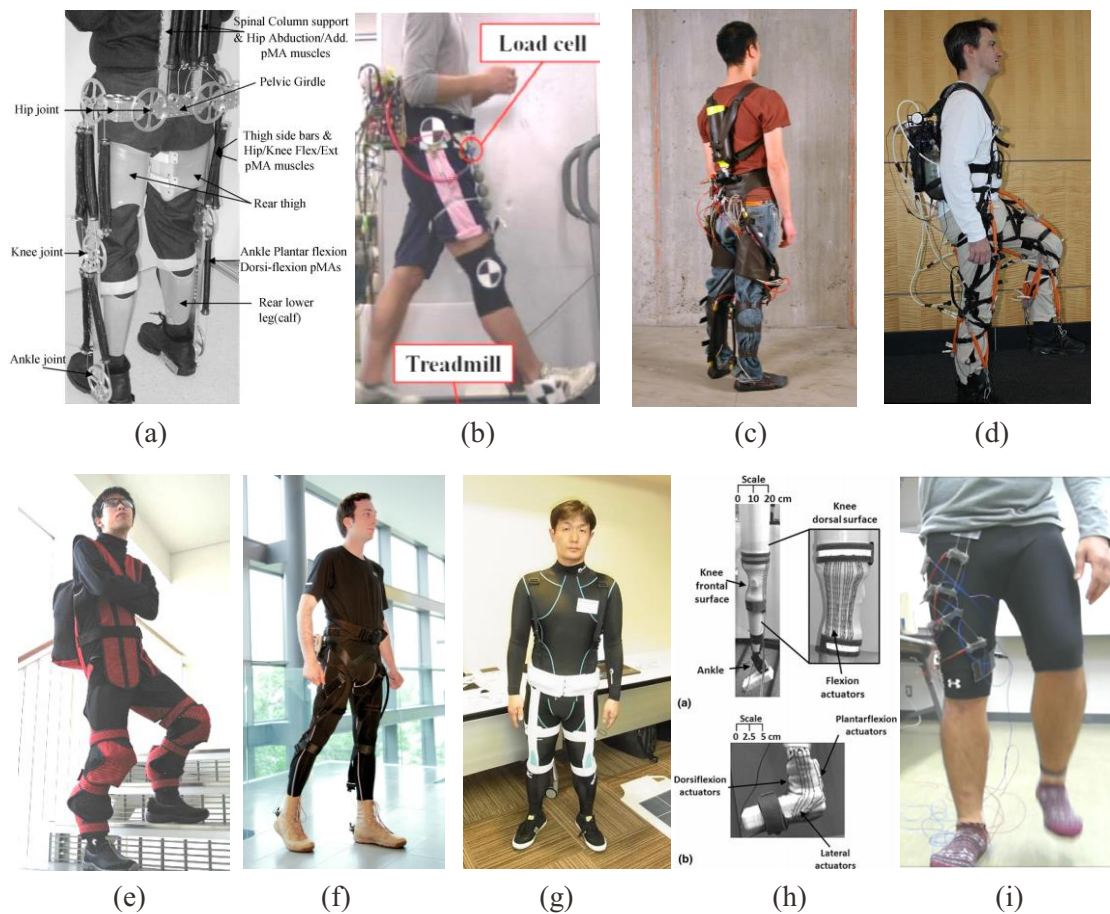 Spinal Column support
& Hip Abduction/Add.
pMA muscles
Pelvic Girdle
Hip joint
Thigh side bars &
Hip/Knee Flex/Ext
pMA muscles
Rear thigh
Knee joint
Ankle Plantar flexion
Dorsi-flexion pMAs
Rear lower
leg(calf)
Ankle joint
Load cell
Treadmill
(a)
(b)
(c)
(d)
Scale
0 10 20 cm
Knee
dorsal surface
Knee
frontal
surface
Ankle
Flexion
actuators
(a)
Scale
0 2.5 5 cm
Plantarflexion
actuators
Dorsiflexion
actuators
Lateral
actuators
(b)
(e)
(f)
(g)
(h)
(i)